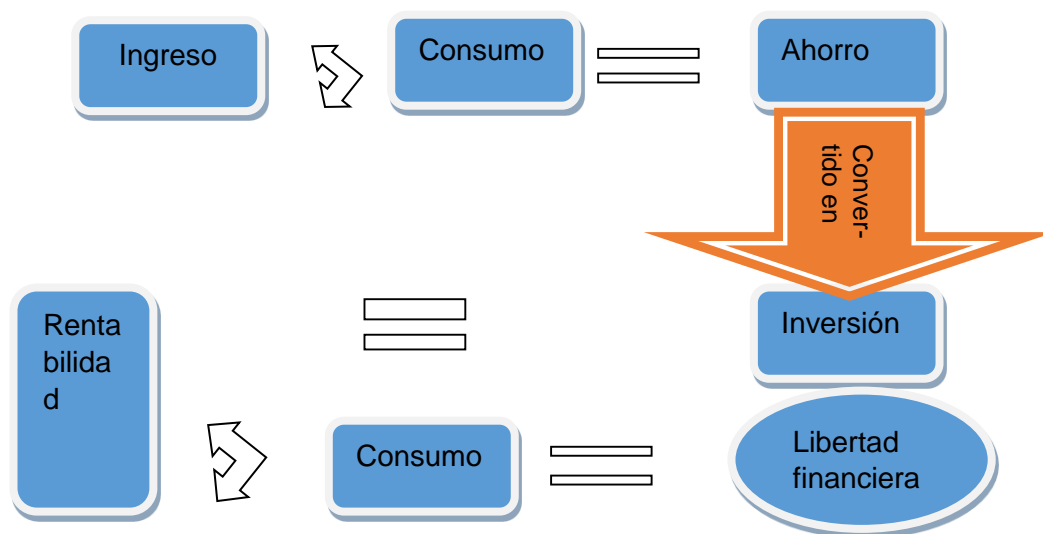 Ingreso
Consumo
Ahorro
Conver-
tido en
Renta
bilida
d
Inversión
Consumo
Libertad
financiera